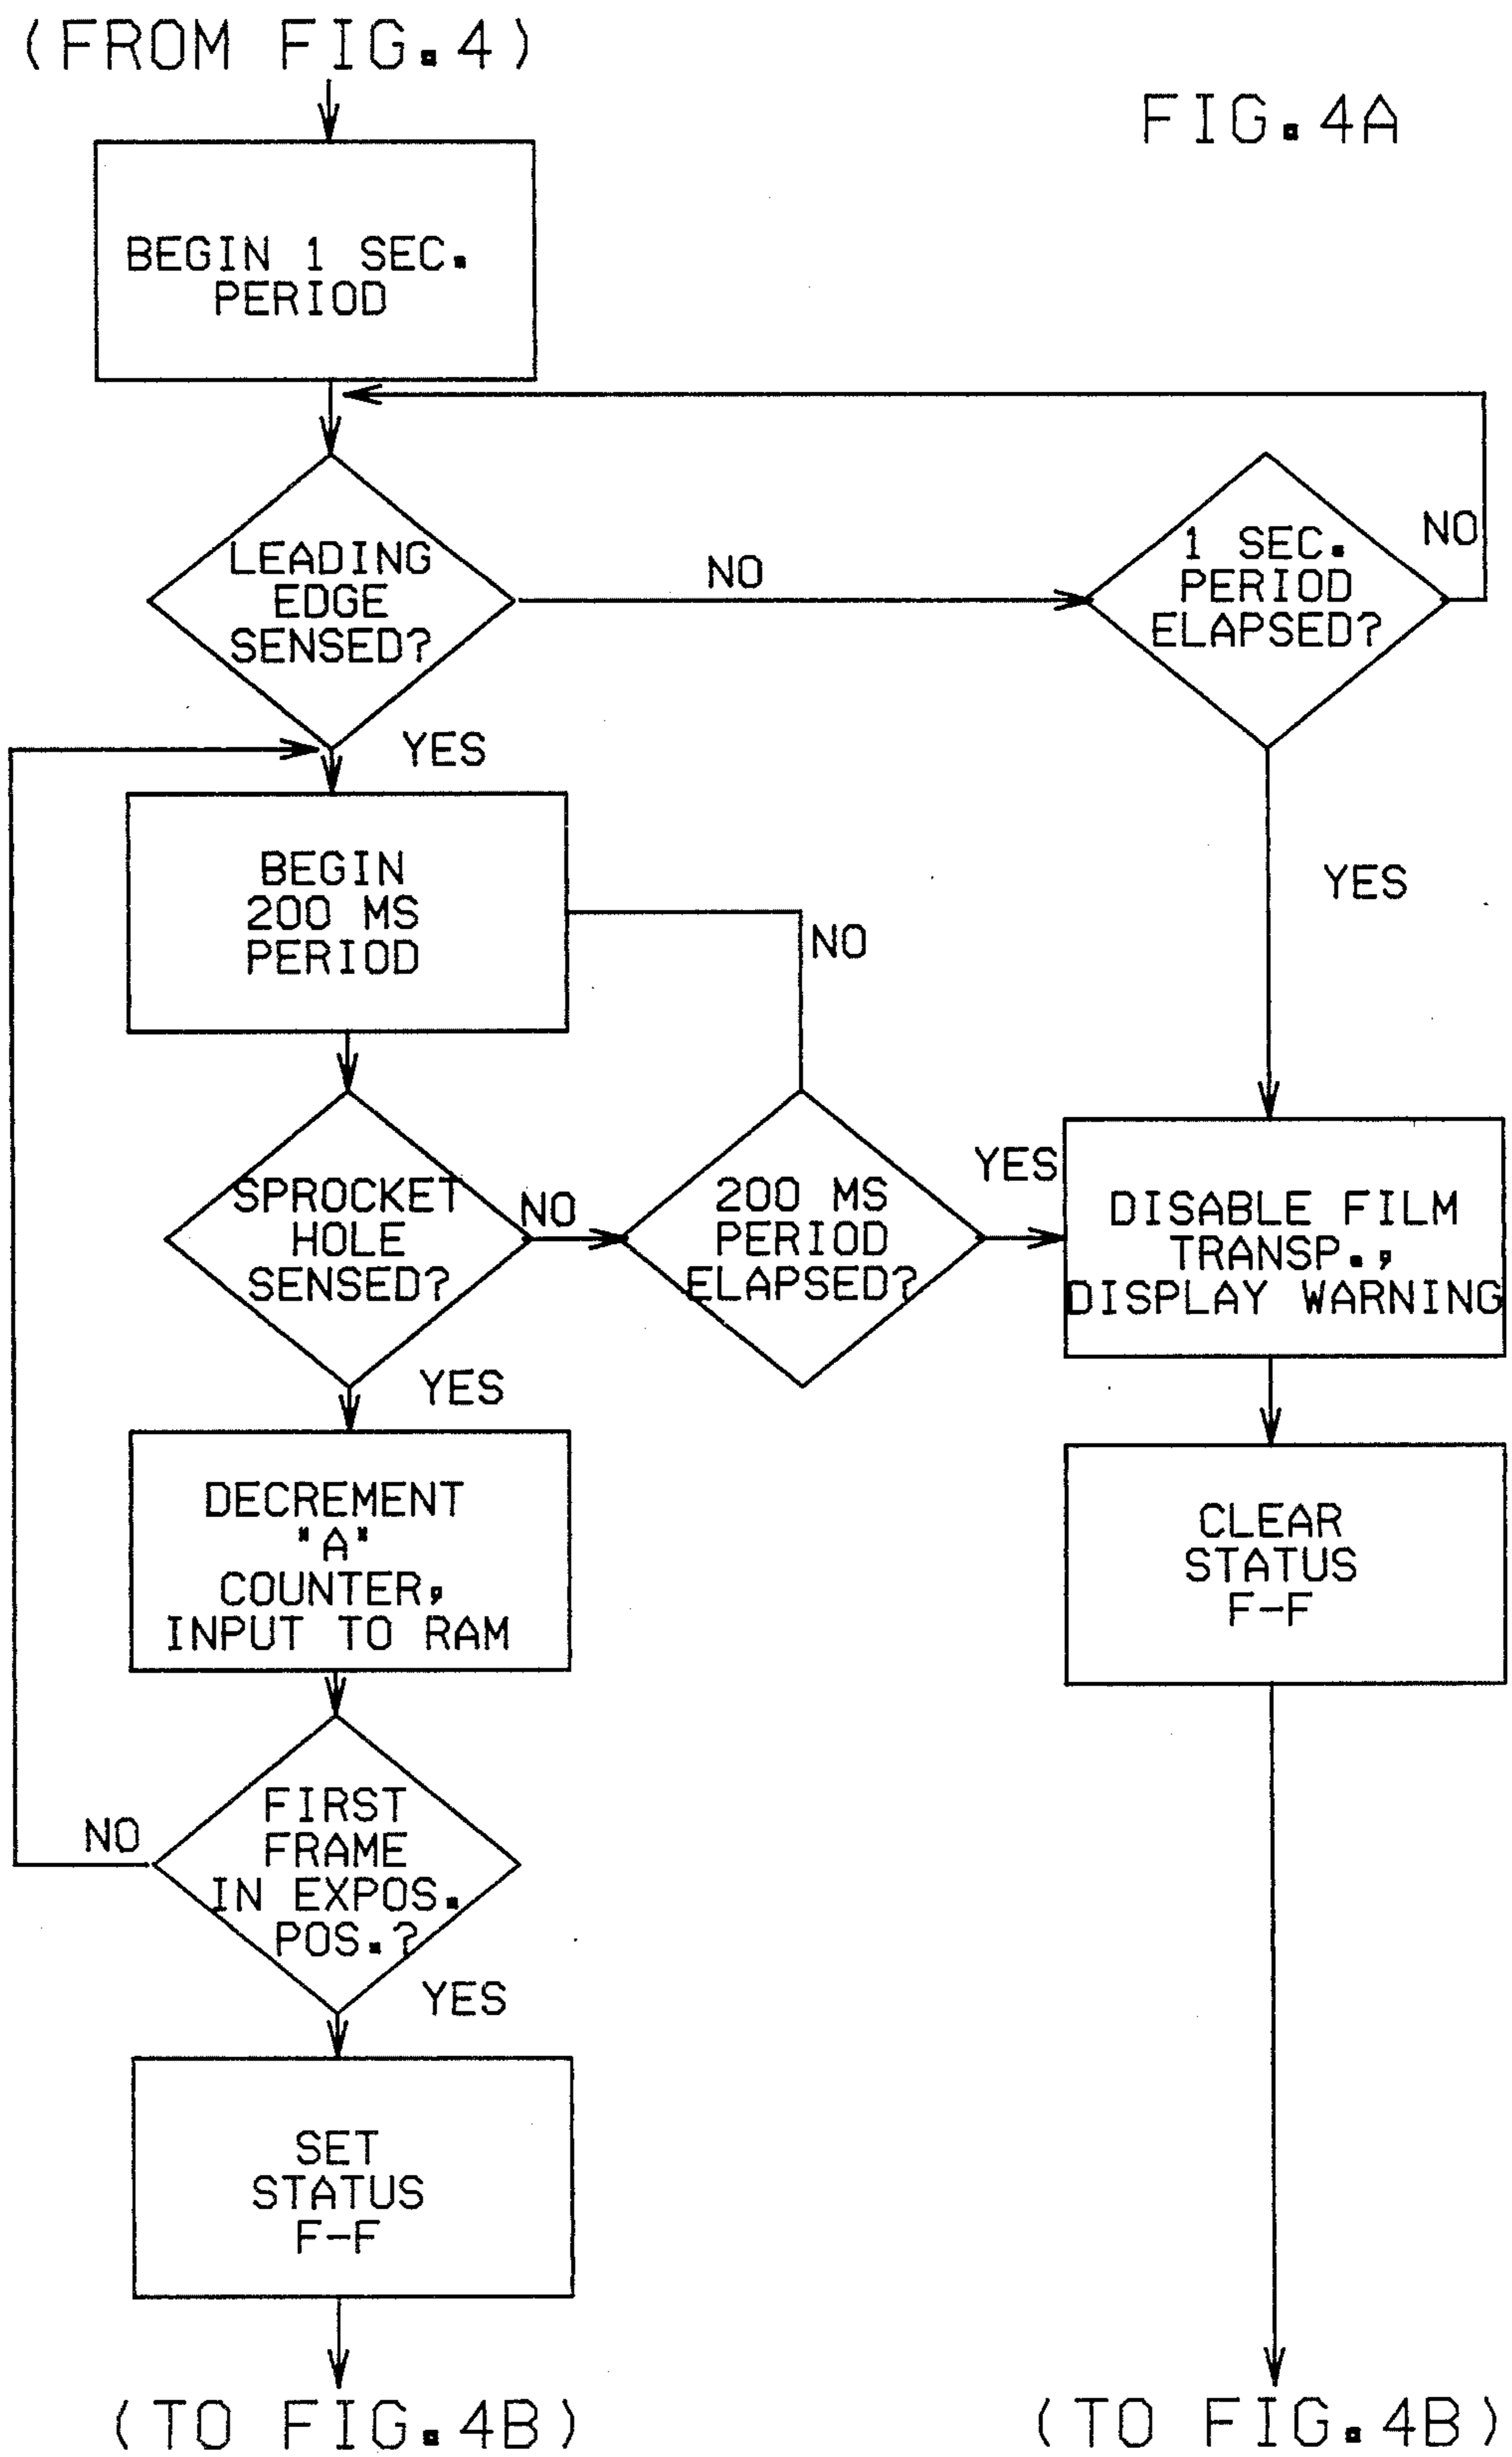 (FROM FIG.4)
FIG.4A
BEGIN 1 SEC.
PERIOD
LEADING
EDGE
SENSED?
NO
1 SEC.
PERIOD
ELAPSED?
NO
YES
YES
BEGIN
200 MS
PERIOD
NO
SPROCKET
HOLE
SENSED?
NO
200 MS
PERIOD
ELAPSED?
YES
DISABLE FILM
TRANSP.,
DISPLAY WARNING
YES
DECREMENT
"A"
COUNTER,
INPUT TO RAM
CLEAR
STATUS
F-F
FIRST
FRAME
IN EXPOS.
POS.?
NO
YES
SET
STATUS
F-F
(TO FIG.4B)
(TO FIG.4B)